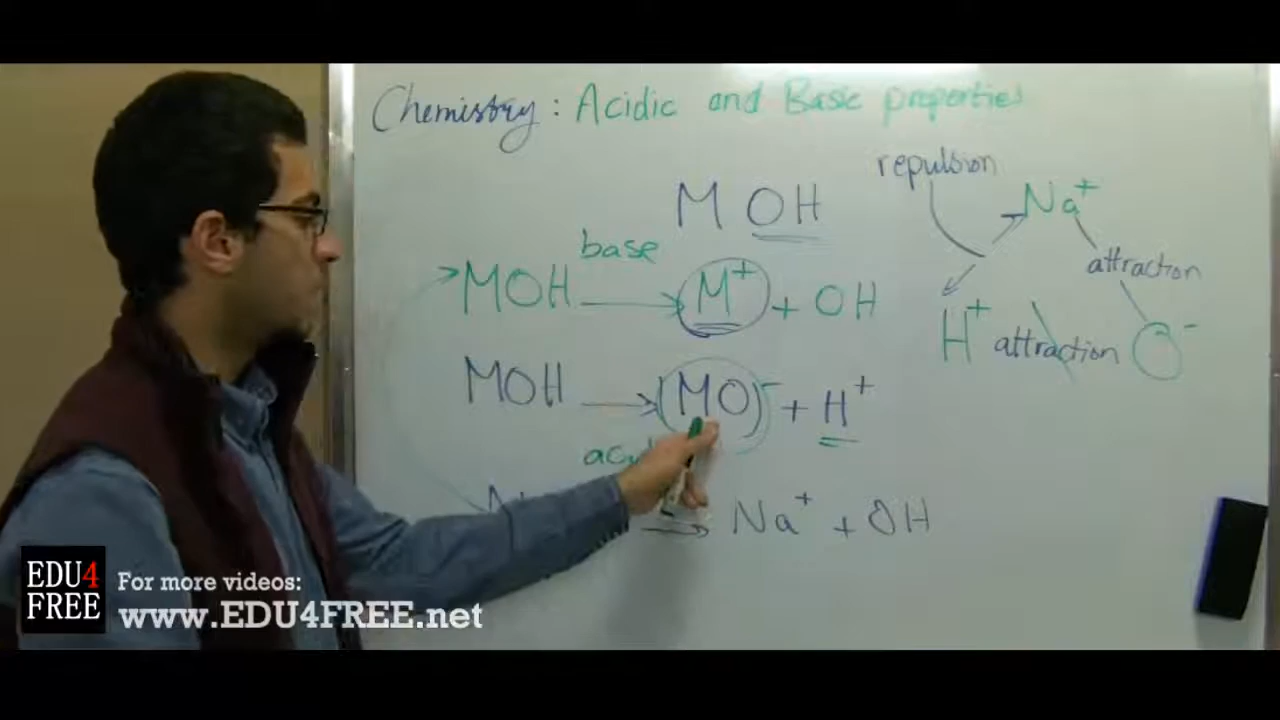 Chemistry: Acidic and Basic properties
M OH
base
MOH → M⁺ + OH
MOH → (MO)⁻ + H⁺
→ Na⁺ + OH
repulsion
Na⁺
attraction
H⁺ attraction O⁻
EDU4
FREE
For more videos:
www.EDU4FREE.net